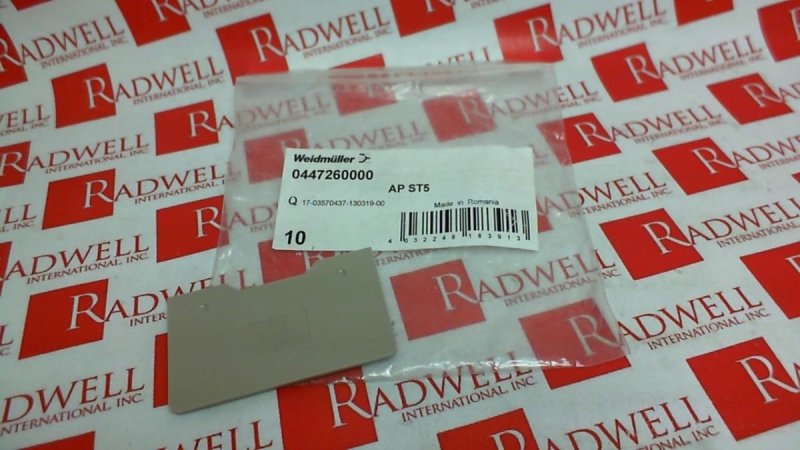 Weidmüller
0447260000
AP ST5
Q 17-03570437-130319-00
Made in Romania
10
4 032248 183913
RADWELL
INTERNATIONAL, INC.